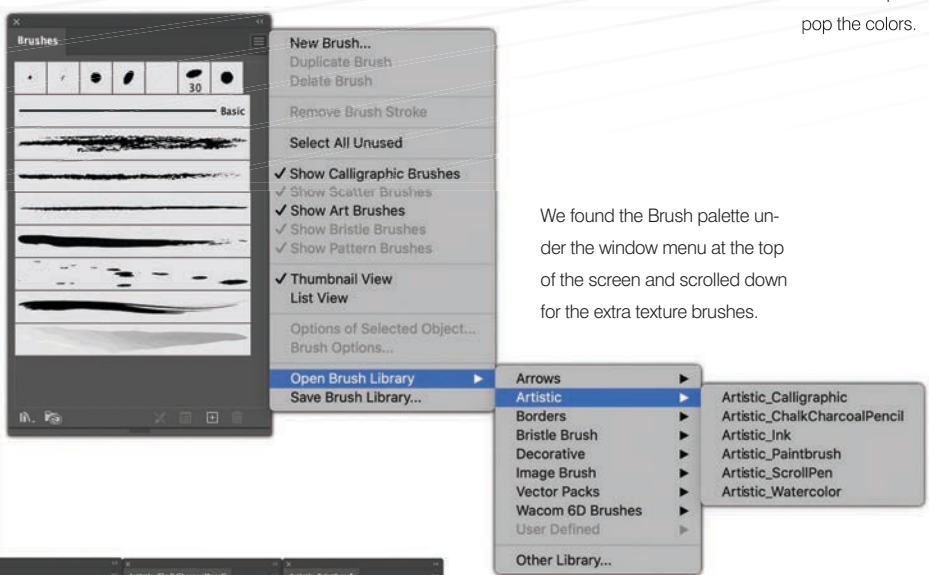 pop the colors.
Brushes
30
Basic
New Brush...
Duplicate Brush
Delete Brush
Remove Brush Stroke
Select All Unused
✓ Show Calligraphic Brushes
✓ Show Scatter Brushes
✓ Show Art Brushes
✓ Show Bristle Brushes
✓ Show Pattern Brushes
✓ Thumbnail View
List View
Options of Selected Object...
Brush Options...
Open Brush Library
Save Brush Library...
We found the Brush palette un-
der the window menu at the top
of the screen and scrolled down
for the extra texture brushes.
Arrows
Artistic
Borders
Bristle Brush
Decorative
Image Brush
Vector Packs
Wacom 6D Brushes
User Defined
Other Library...
Artistic_Calligraphic
Artistic_ChalkCharcoalPencil
Artistic_Ink
Artistic_Paintbrush
Artistic_ScrollPen
Artistic_Watercolor